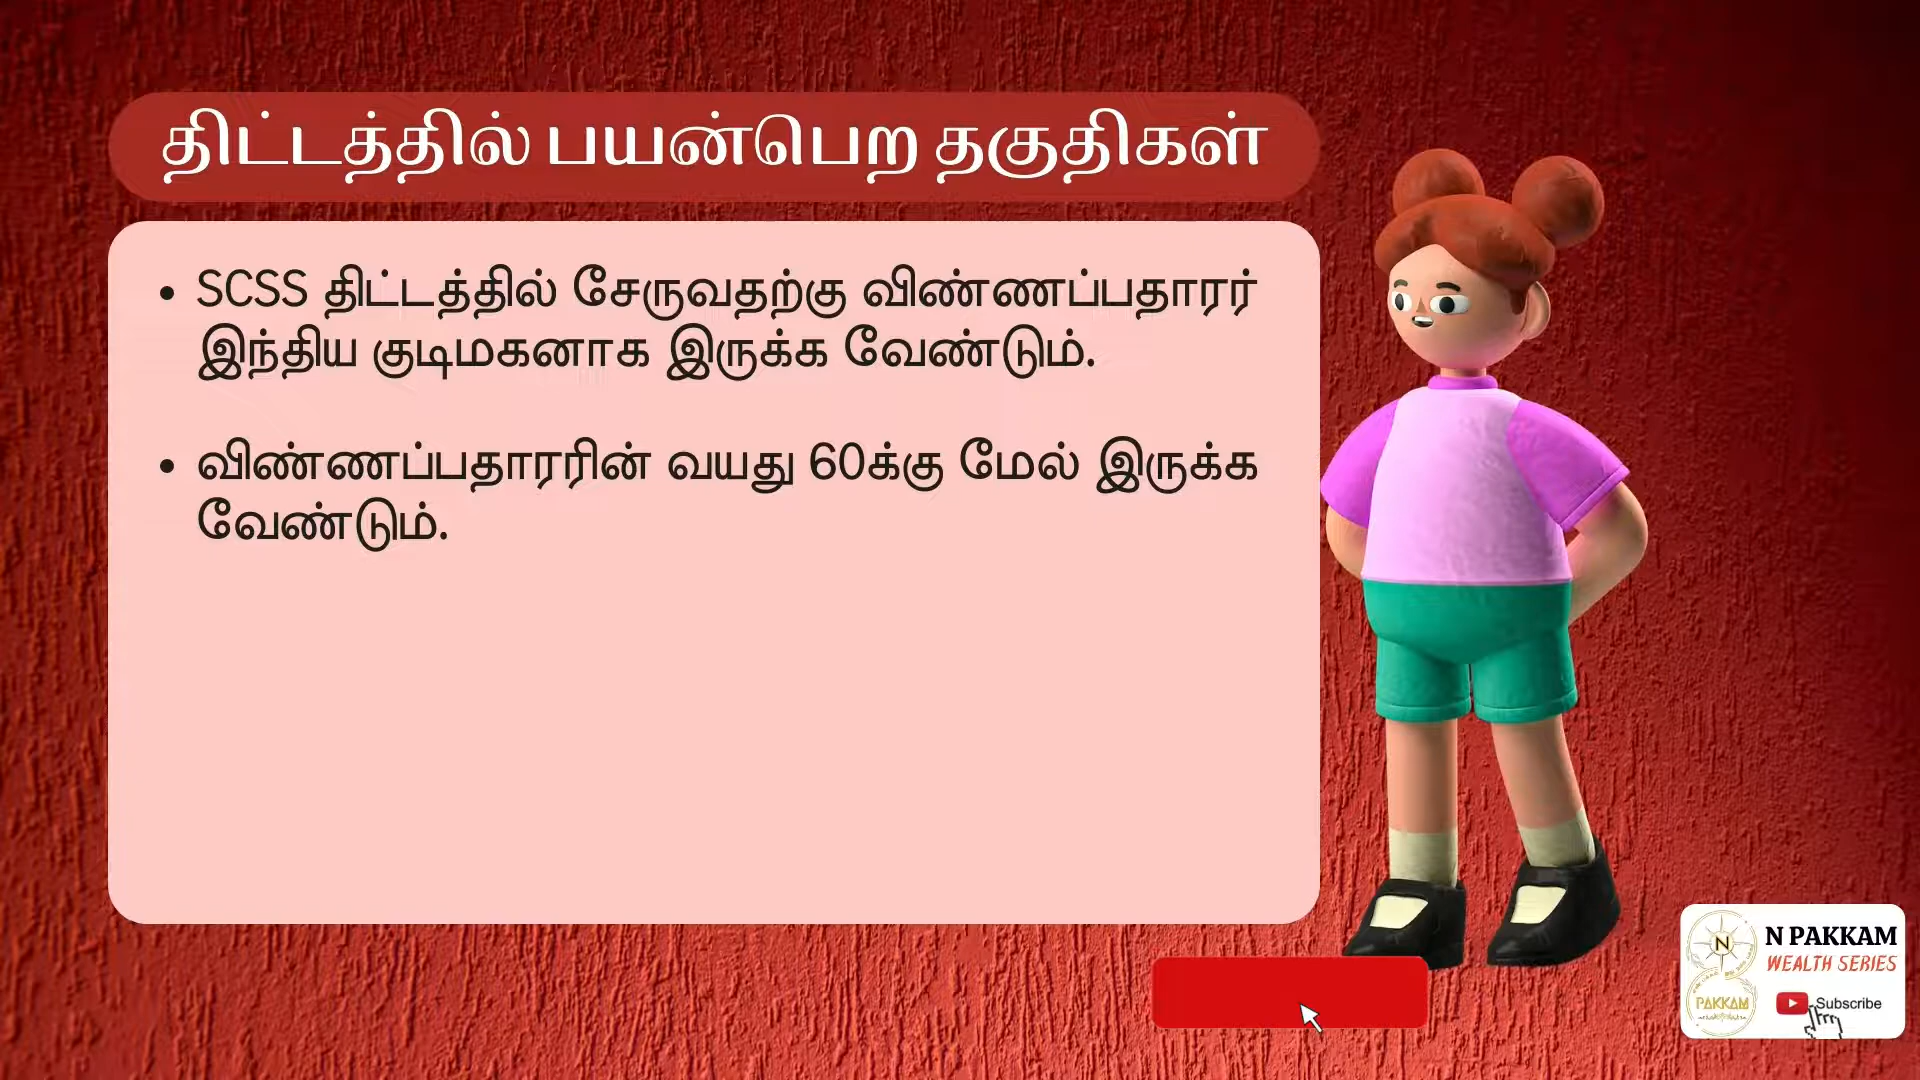 திட்டத்தில் பயன்பெற தகுதிகள்
• SCSS திட்டத்தில் சேருவதற்கு விண்ணப்பதாரர்
இந்திய குடிமகனாக இருக்க வேண்டும்.
• விண்ணப்பதாரரின் வயது 60க்கு மேல் இருக்க
வேண்டும்.
N PAKKAM
WEALTH SERIES
N
PAKKAM
Subscribe